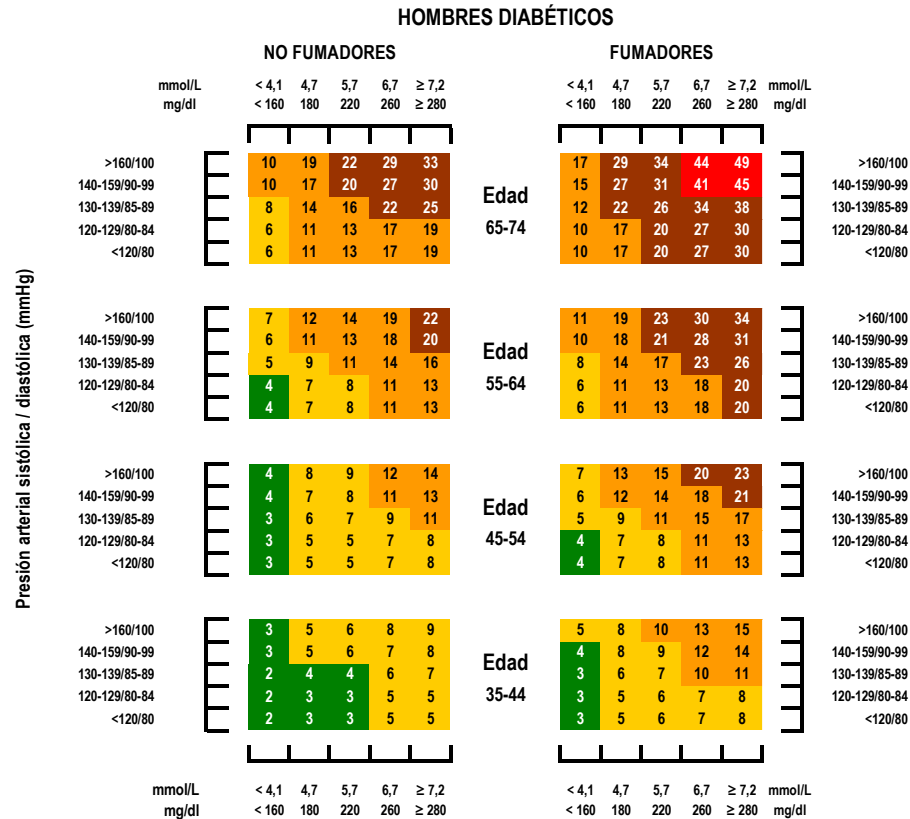 HOMBRES DIABÉTICOS
NO FUMADORES FUMADORES
mmol/L < 4,1 4,7 5,7 6,7 ≥ 7,2 < 4,1 4,7 5,7 6,7 ≥ 7,2 mmol/L
mg/dl < 160 180 220 260 ≥ 280 < 160 180 220 260 ≥ 280 mg/dl
Presión arterial sistólica / diastólica (mmHg)
>160/100 10 19 22 29 33 17 29 34 44 49 >160/100
140-159/90-99 10 17 20 27 30 Edad 15 27 31 41 45 140-159/90-99
130-139/85-89 8 14 16 22 25 65-74 12 22 26 34 38 130-139/85-89
120-129/80-84 6 11 13 17 19 10 17 20 27 30 120-129/80-84
<120/80 6 11 13 17 19 10 17 20 27 30 <120/80
>160/100 7 12 14 19 22 11 19 23 30 34 >160/100
140-159/90-99 6 11 13 18 20 Edad 10 18 21 28 31 140-159/90-99
130-139/85-89 5 9 11 14 16 55-64 8 14 17 23 26 130-139/85-89
120-129/80-84 4 7 8 11 13 6 11 13 18 20 120-129/80-84
<120/80 4 7 8 11 13 6 11 13 18 20 <120/80
>160/100 4 8 9 12 14 7 13 15 20 23 >160/100
140-159/90-99 4 7 8 11 13 Edad 6 12 14 18 21 140-159/90-99
130-139/85-89 3 6 7 9 11 45-54 5 9 11 15 17 130-139/85-89
120-129/80-84 3 5 5 7 8 4 7 8 11 13 120-129/80-84
<120/80 3 5 5 7 8 4 7 8 11 13 <120/80
>160/100 3 5 6 8 9 5 8 10 13 15 >160/100
140-159/90-99 3 5 6 7 8 Edad 4 8 9 12 14 140-159/90-99
130-139/85-89 2 4 4 6 7 35-44 3 6 7 10 11 130-139/85-89
120-129/80-84 2 3 3 5 5 3 5 6 7 8 120-129/80-84
<120/80 2 3 3 5 5 3 5 6 7 8 <120/80
mmol/L < 4,1 4,7 5,7 6,7 ≥ 7,2 < 4,1 4,7 5,7 6,7 ≥ 7,2 mmol/L
mg/dl < 160 180 220 260 ≥ 280 < 160 180 220 260 ≥ 280 mg/dl